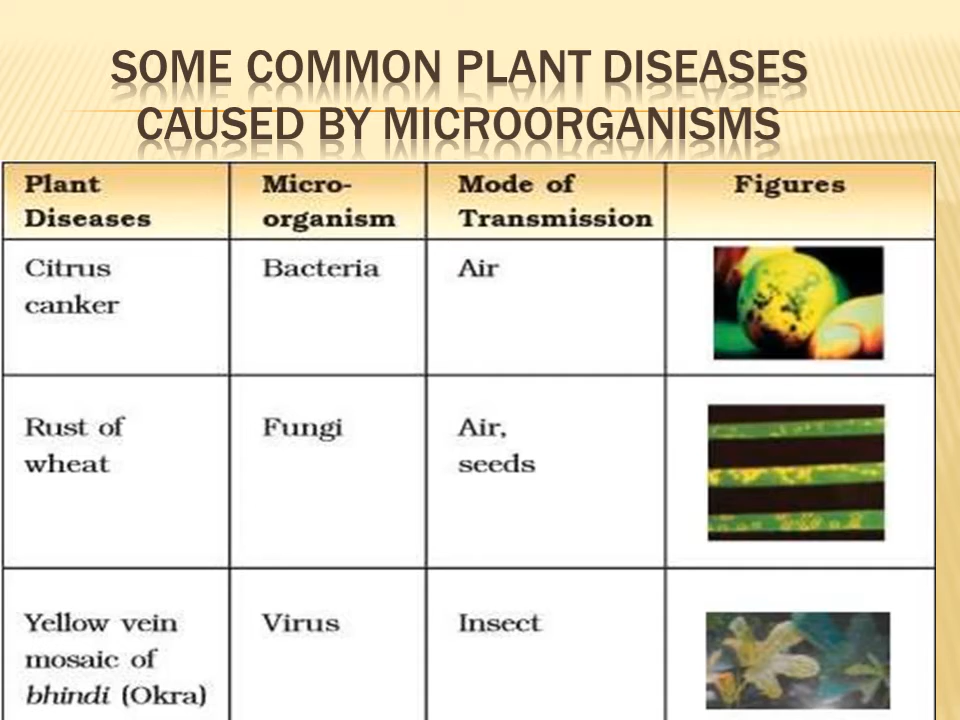 SOME COMMON PLANT DISEASES
CAUSED BY MICROORGANISMS
Plant Diseases | Micro-organism | Mode of Transmission | Figures
Citrus canker | Bacteria | Air
Rust of wheat | Fungi | Air, seeds
Yellow vein mosaic of bhindi (Okra) | Virus | Insect